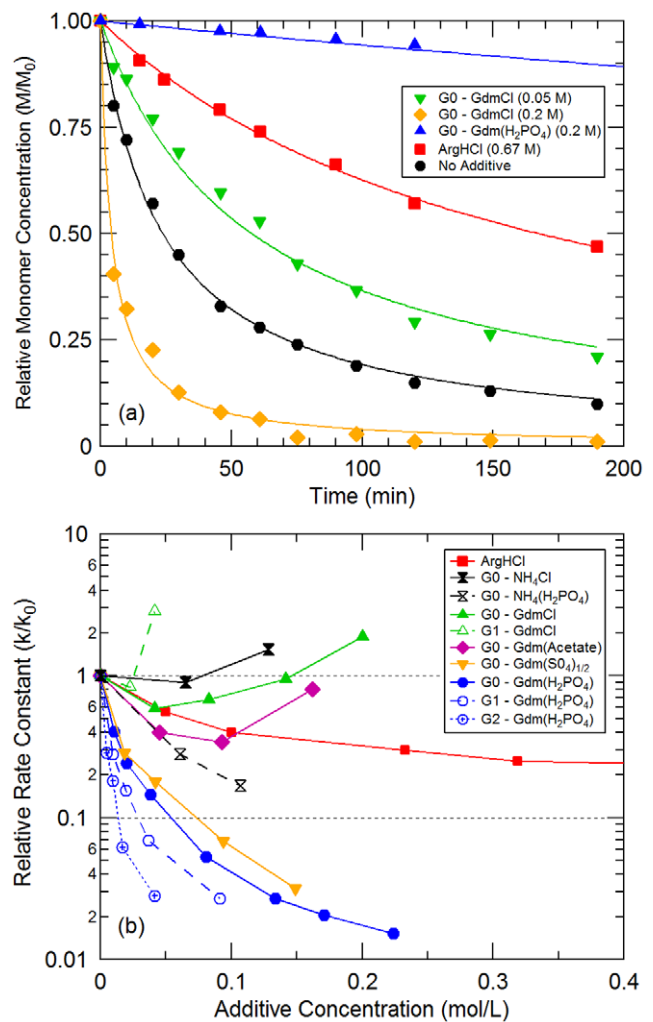 1.00
0.75
0.50
0.25
0
Relative Monomer Concentration (M/M₀)
G0 - GdmCl (0.05 M)
G0 - GdmCl (0.2 M)
G0 - Gdm(H₂PO₄) (0.2 M)
ArgHCl (0.67 M)
No Additive
(a)
0 50 100 150 200
Time (min)
10
8
6
4
2
1
8
6
4
2
0.1
8
6
4
2
0.01
Relative Rate Constant (k/k₀)
ArgHCl
G0 - NH₄Cl
G0 - NH₄(H₂PO₄)
G0 - GdmCl
G1 - GdmCl
G0 - Gdm(Acetate)
G0 - Gdm(S0₄)₁/₂
G0 - Gdm(H₂PO₄)
G1 - Gdm(H₂PO₄)
G2 - Gdm(H₂PO₄)
(b)
0 0.1 0.2 0.3 0.4
Additive Concentration (mol/L)